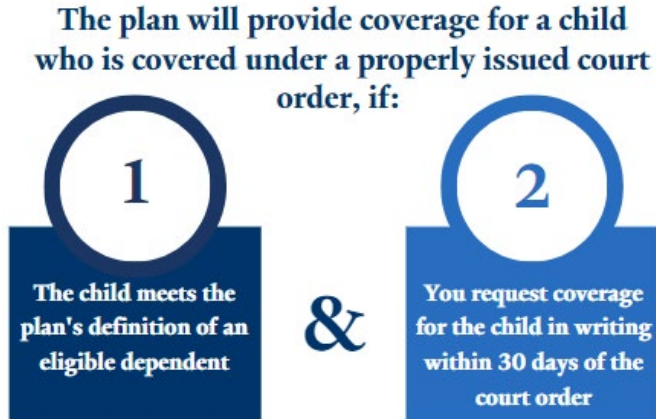 The plan will provide coverage for a child
who is covered under a properly issued court
order, if:
1
The child meets the
plan's definition of an
eligible dependent
&
2
You request coverage
for the child in writing
within 30 days of the
court order